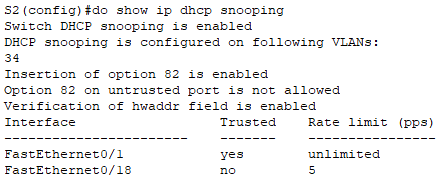 S2(config)#do show ip dhcp snooping
Switch DHCP snooping is enabled
DHCP snooping is configured on following VLANs:
34
Insertion of option 82 is enabled
Option 82 on untrusted port is not allowed
Verification of hwaddr field is enabled
Interface                  Trusted    Rate limit (pps)
-----------------------    -------    ----------------
FastEthernet0/1            yes        unlimited
FastEthernet0/18           no         5